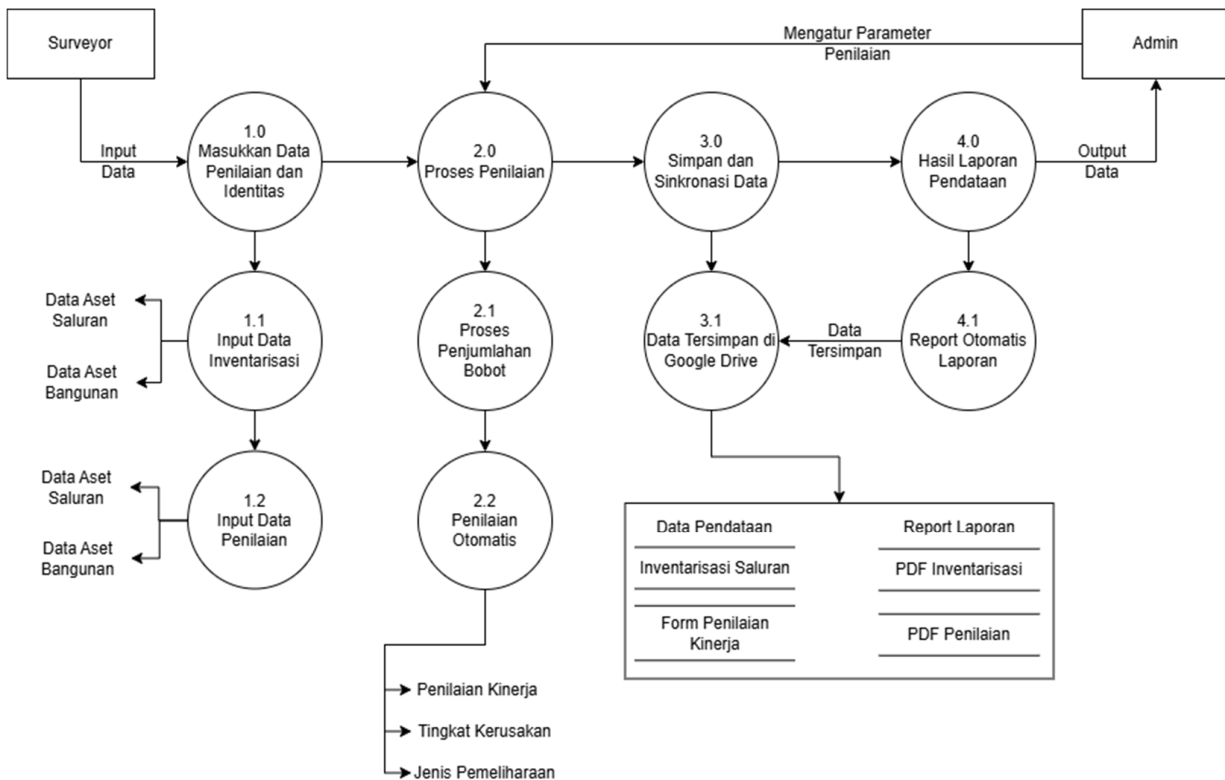 Surveyor
Mengatur Parameter
Penilaian
Admin
Input
Data
1.0
Masukkan Data
Penilaian dan
Identitas
2.0
Proses Penilaian
3.0
Simpan dan
Sinkronasi Data
4.0
Hasil Laporan
Pendataan
Output
Data
Data Aset
Saluran
Data Aset
Bangunan
1.1
Input Data
Inventarisasi
2.1
Proses
Penjumlahan
Bobot
3.1
Data Tersimpan di
Google Drive
Data
Tersimpan
4.1
Report Otomatis
Laporan
Data Aset
Saluran
Data Aset
Bangunan
1.2
Input Data
Penilaian
2.2
Penilaian
Otomatis
Data Pendataan
Inventarisasi Saluran
Form Penilaian
Kinerja
Report Laporan
PDF Inventarisasi
PDF Penilaian
Penilaian Kinerja
Tingkat Kerusakan
Jenis Pemeliharaan